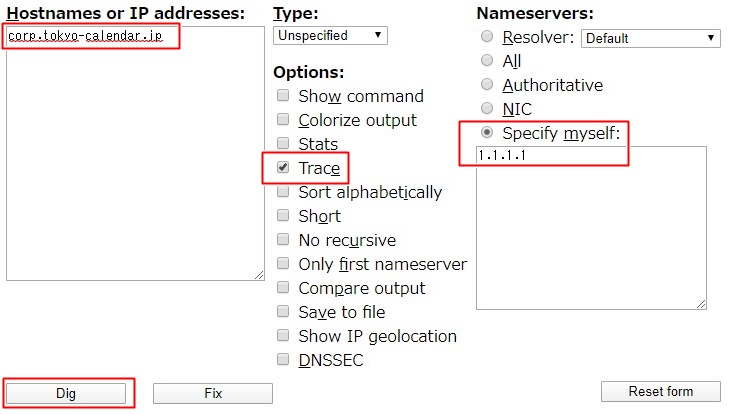 Hostnames or IP addresses:
corp.tokyo-calendar.jp
Type:
Unspecified
Options:
Show command
Colorize output
Stats
Trace
Sort alphabetically
Short
No recursive
Only first nameserver
Compare output
Save to file
Show IP geolocation
DNSSEC
Nameservers:
Resolver: Default
All
Authoritative
NIC
Specify myself:
1.1.1.1
Dig
Fix
Reset form